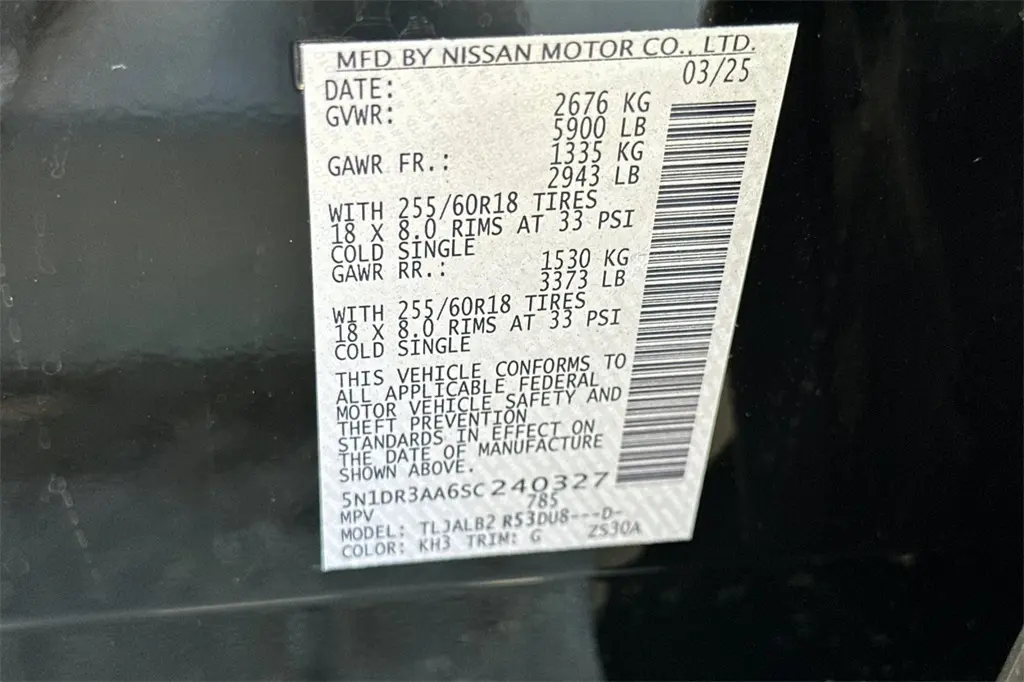 MFD BY NISSAN MOTOR CO., LTD.
DATE: 03/25
GVWR: 2676 KG
5900 LB
GAWR FR.: 1335 KG
2943 LB
WITH 255/60R18 TIRES
18 X 8.0 RIMS AT 33 PSI
COLD SINGLE
GAWR RR.: 1530 KG
3373 LB
WITH 255/60R18 TIRES
18 X 8.0 RIMS AT 33 PSI
COLD SINGLE
THIS VEHICLE CONFORMS TO
ALL APPLICABLE FEDERAL
MOTOR VEHICLE SAFETY AND
THEFT PREVENTION
STANDARDS IN EFFECT ON
THE DATE OF MANUFACTURE
SHOWN ABOVE.
5N1DR3AA6SC240327
MPV 785
MODEL: TLJALB2 R53DU8---D-
COLOR: KH3 TRIM: G ZS30A